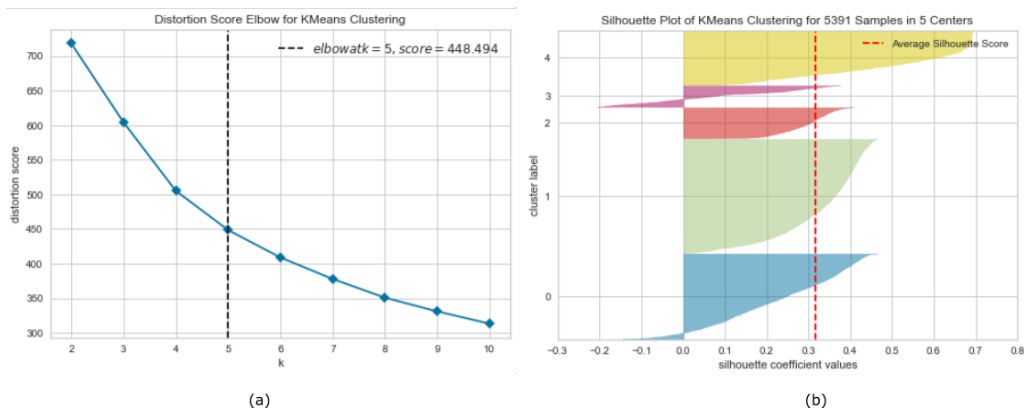 Distortion Score Elbow for KMeans Clustering
elbowatk = 5, score = 448.494
distortion score
700
650
600
550
500
450
400
350
300
2 3 4 5 6 7 8 9 10
k
(a)
Silhouette Plot of KMeans Clustering for 5391 Samples in 5 Centers
Average Silhouette Score
cluster label
4
3
2
1
0
−0.3 −0.2 −0.1 0.0 0.1 0.2 0.3 0.4 0.5 0.6 0.7 0.8
silhouette coefficient values
(b)